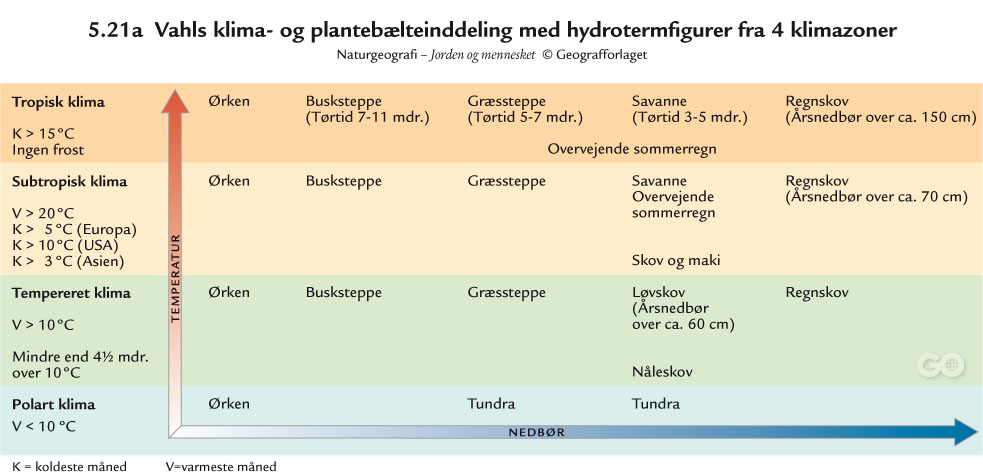 5.21a Vahls klima- og plantebælteinddeling med hydrotermfigurer fra 4 klimazoner
Naturgeografi – Jorden og mennesket © Geografforlaget
Tropisk klima
K > 15 °C
Ingen frost
Ørken
Busksteppe
(Tørtid 7-11 mdr.)
Græssteppe
(Tørtid 5-7 mdr.)
Savanne
(Tørtid 3-5 mdr.)
Regnskov
(Årsnedbør over ca. 150 cm)
Overvejende sommerregn
Subtropisk klima
V > 20 °C
K > 5 °C (Europa)
K > 10 °C (USA)
K > 3 °C (Asien)
Ørken
Busksteppe
Græssteppe
Savanne
Overvejende
sommerregn
Skov og maki
Regnskov
(Årsnedbør over ca. 70 cm)
Tempereret klima
V > 10 °C
Mindre end 4½ mdr.
over 10 °C
Ørken
Busksteppe
Græssteppe
Løvskov
(Årsnedbør
over ca. 60 cm)
Nåleskov
Regnskov
GO
Polart klima
V < 10 °C
Ørken
Tundra
Tundra
TEMPERATUR
NEDBØR
K = koldeste måned V=varmeste måned